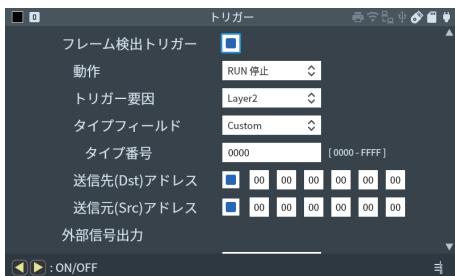 0 トリガー
フレーム検出トリガー
動作 RUN 停止
トリガー要因 Layer2
タイプフィールド Custom
タイプ番号 0000 [ 0000 - FFFF ]
送信先(Dst)アドレス 00 00 00 00 00 00
送信元(Src)アドレス 00 00 00 00 00 00
外部信号出力
: ON/OFF